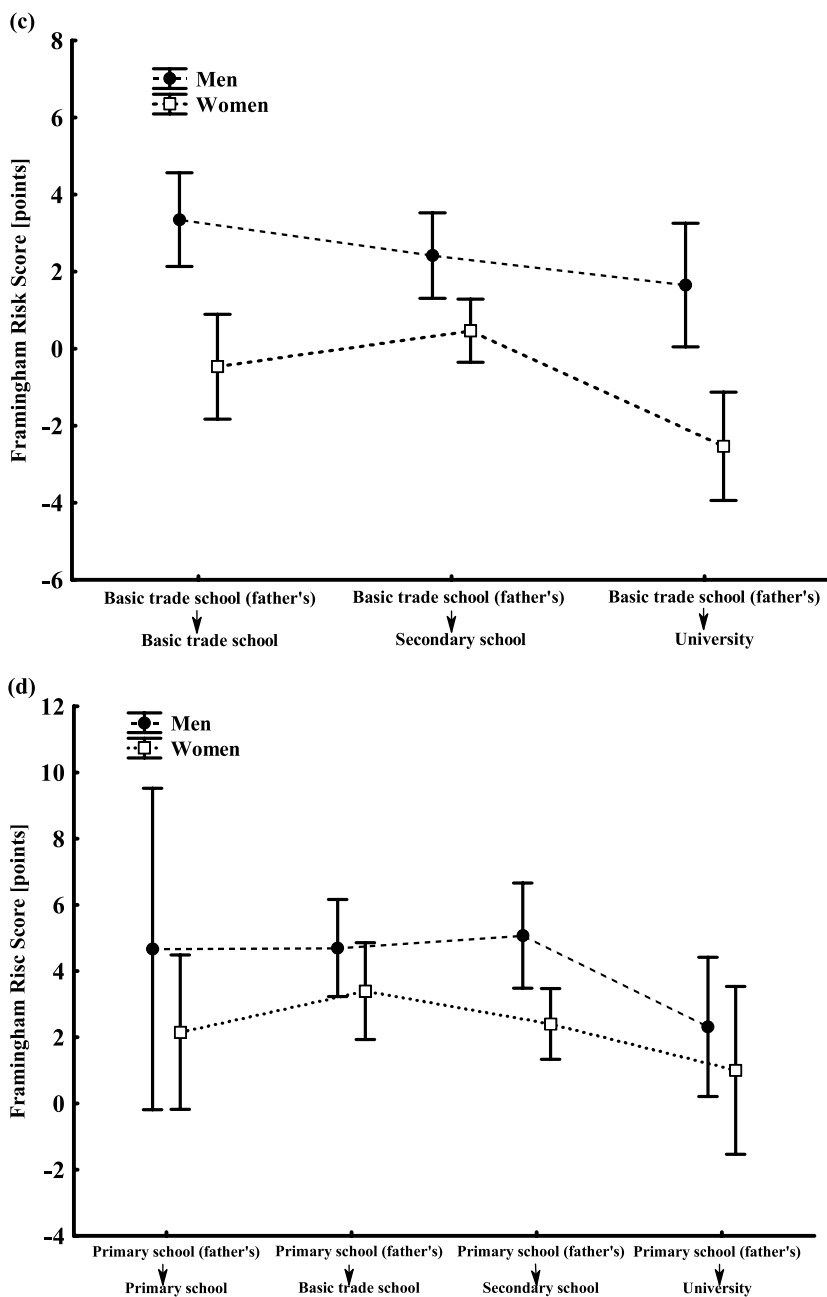 (c)
8
6
4
2
0
-2
-4
-6
Framingham Risk Score [points]
Men
Women
Basic trade school (father's) Basic trade school (father's) Basic trade school (father's)
Basic trade school Secondary school University
(d)
12
10
8
6
4
2
0
-2
-4
Framingham Risc Score [points]
Men
Women
Primary school (father's) Primary school (father's) Primary school (father's) Primary school (father's)
Primary school Basic trade school Secondary school University